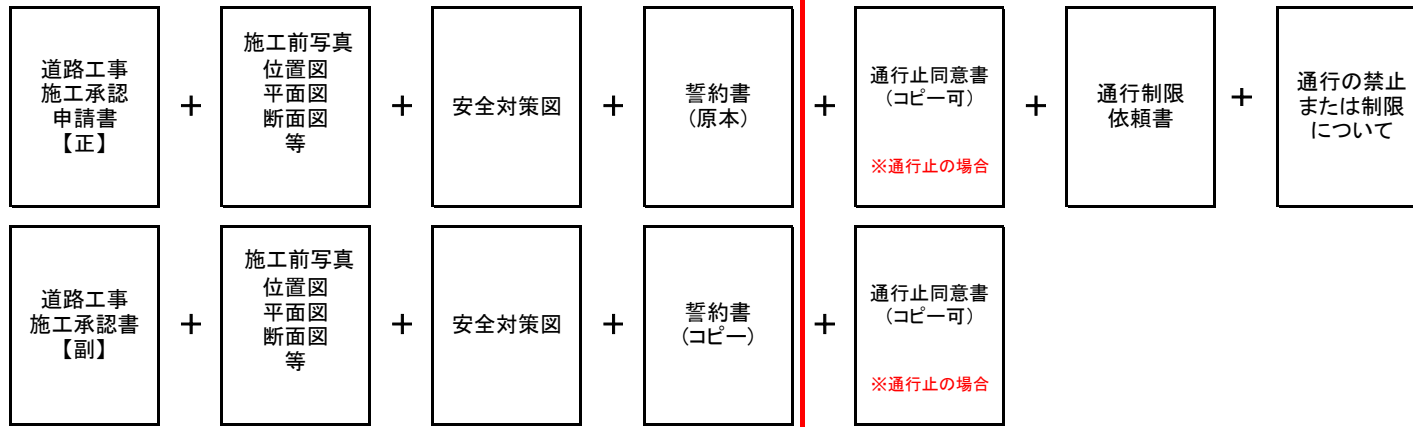 道路工事
施工承認
申請書
【正】
+
施工前写真
位置図
平面図
断面図
等
+
安全対策図
+
誓約書
(原本)
+
通行止同意書
(コピー可)
※通行止の場合
+
通行制限
依頼書
+
通行の禁止
または制限
について
道路工事
施工承認書
【副】
+
施工前写真
位置図
平面図
断面図
等
+
安全対策図
+
誓約書
(コピー)
+
通行止同意書
(コピー可)
※通行止の場合